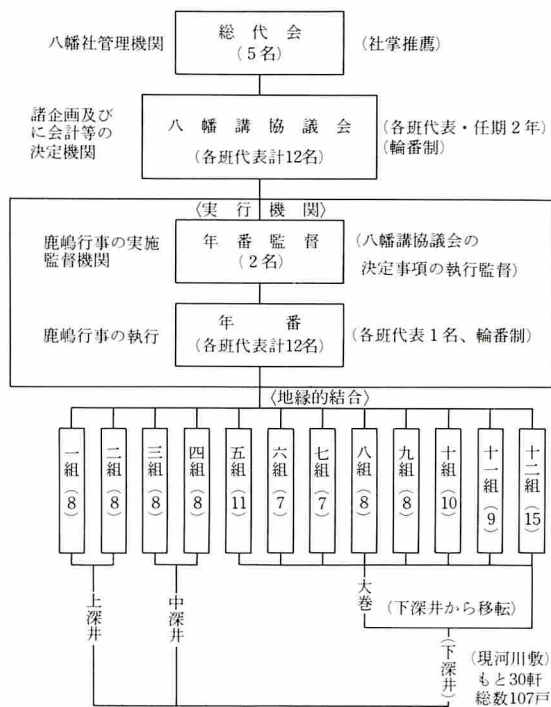 八幡社管理機関
総代会
(5名)
(社掌推薦)
諸企画及び
に会計等の
決定機関
八幡講協議会
(各班代表計12名)
(各班代表・任期2年)
(輪番制)
〈実行機関〉
鹿嶋行事の実施
監督機関
年番監督
(2名)
(八幡講協議会の
決定事項の執行監督)
鹿嶋行事の執行
年番
(各班代表計12名)
(各班代表1名、輪番制)
〈地縁的結合〉
一組(8)
二組(8)
三組(8)
四組(8)
五組(11)
六組(7)
七組(7)
八組(8)
九組(8)
十組(10)
十一組(9)
十二組(15)
上深井
中深井
大巻
(下深井から移転)
(下深井)
(現河川敷)
もと30軒
総数107戸